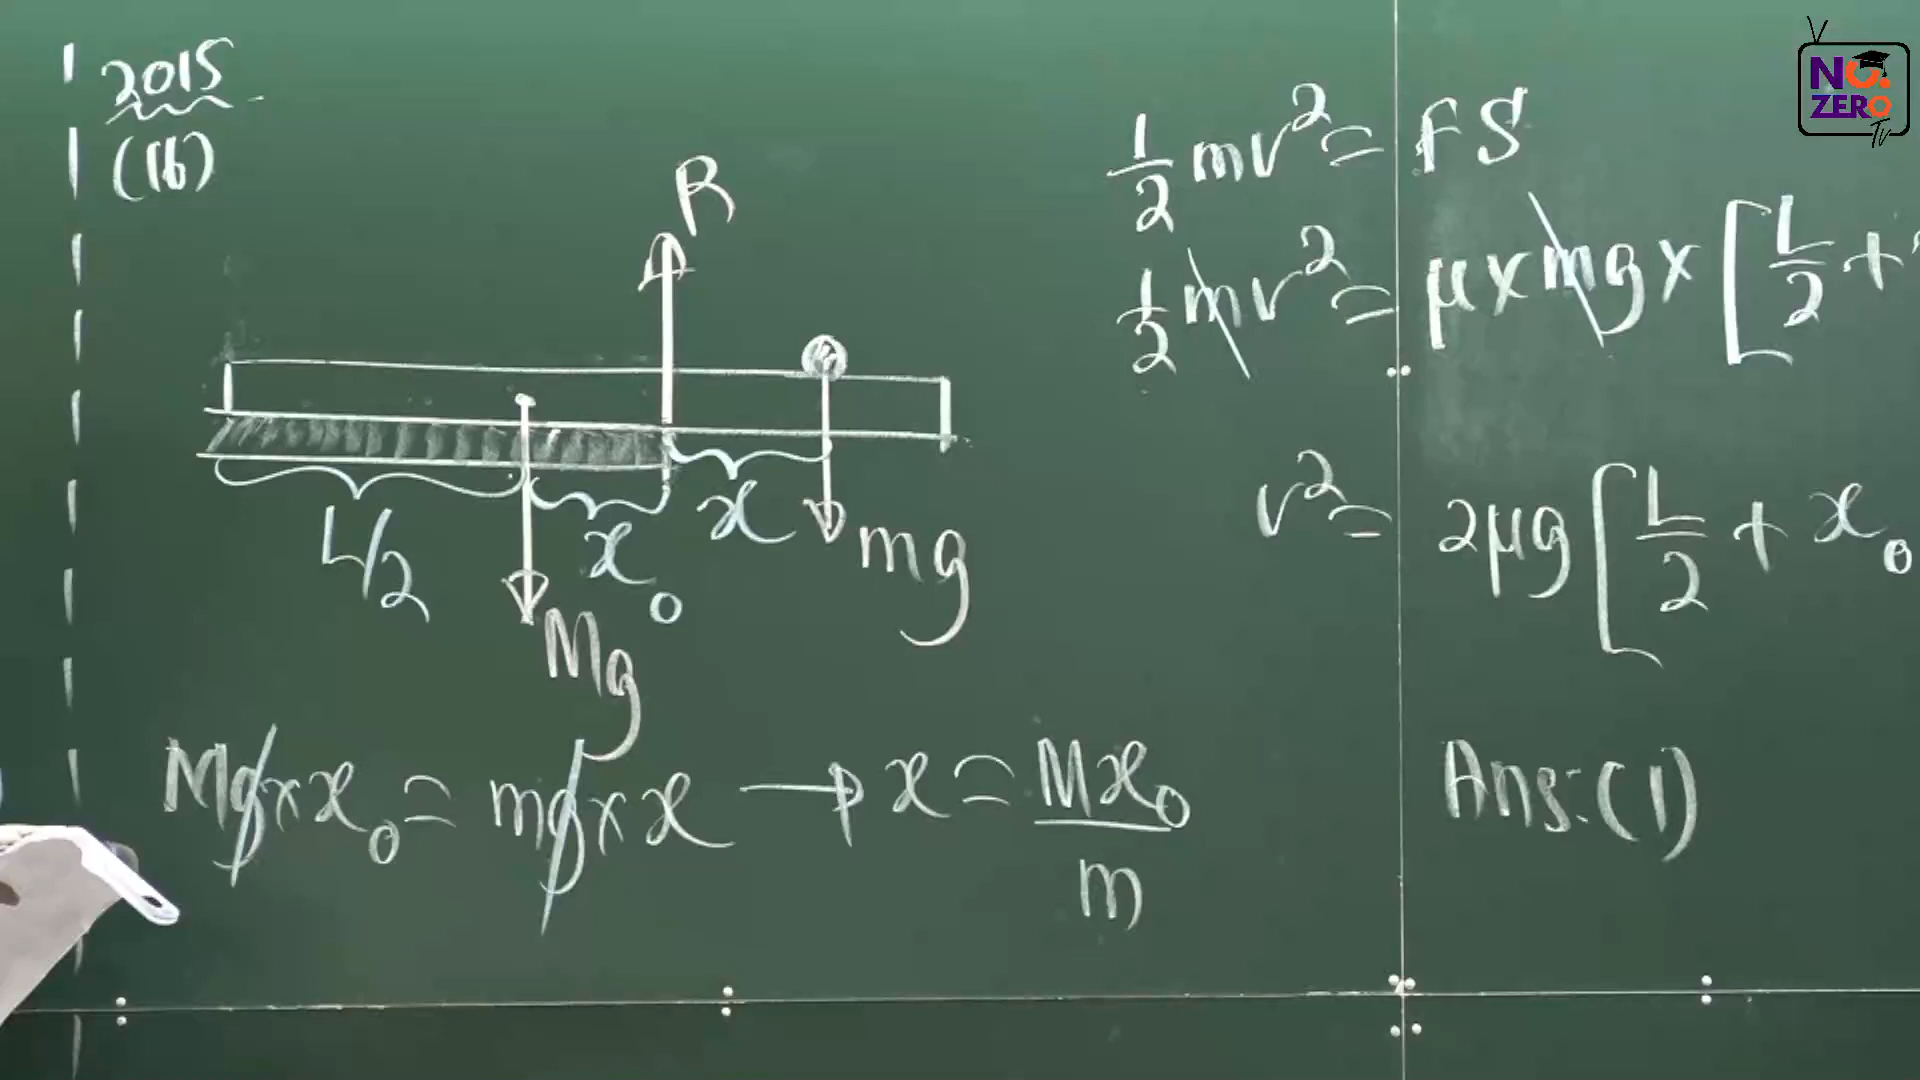 2015
(16)
R
L/2
x₀
x
Mg
mg
Mg × x₀ = mg × x → x = Mx₀/m
1/2 mv² = FS
1/2 mv² = μ × mg × [L/2 +
v² = 2μg [L/2 + x₀
Ans: (1)
NO.
ZERO
TV